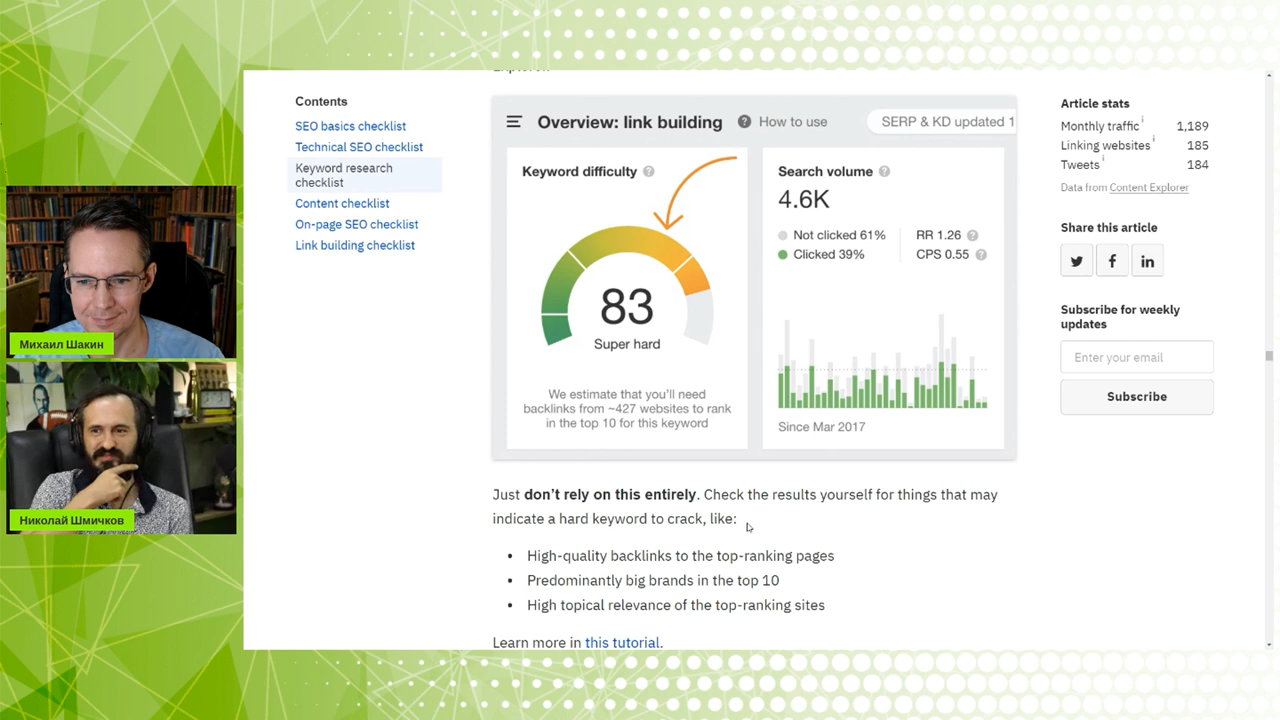 Contents
SEO basics checklist
Technical SEO checklist
Keyword research
checklist
Content checklist
On-page SEO checklist
Link building checklist
Михаил Шакин
Николай Шмичков
Overview: link building
How to use
SERP & KD updated 1
Keyword difficulty
83
Super hard
We estimate that you'll need
backlinks from ~427 websites to rank
in the top 10 for this keyword
Search volume
4.6K
Not clicked 61%
RR 1.26
Clicked 39%
CPS 0.55
Since Mar 2017
Just don't rely on this entirely. Check the results yourself for things that may
indicate a hard keyword to crack, like:
• High-quality backlinks to the top-ranking pages
• Predominantly big brands in the top 10
• High topical relevance of the top-ranking sites
Learn more in this tutorial.
Article stats
Monthly traffic i 1,189
Linking websites i 185
Tweets i 184
Data from Content Explorer
Share this article
Subscribe for weekly
updates
Enter your email
Subscribe